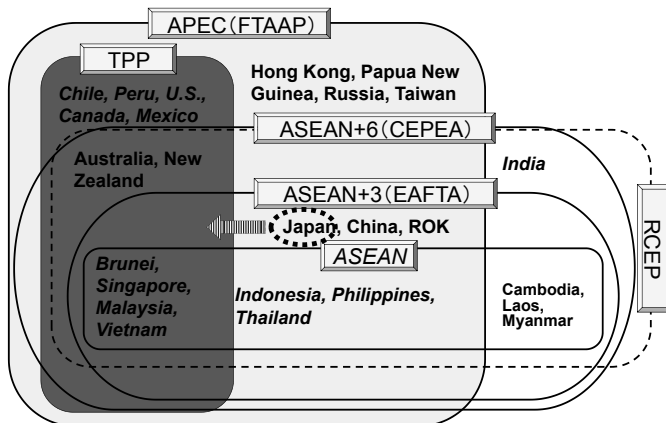 APEC(FTAAP)
TPP
Chile, Peru, U.S.,
Canada, Mexico
Hong Kong, Papua New
Guinea, Russia, Taiwan
ASEAN+6(CEPEA)
Australia, New
Zealand
India
ASEAN+3(EAFTA)
Japan, China, ROK
RCEP
ASEAN
Brunei,
Singapore,
Malaysia,
Vietnam
Indonesia, Philippines,
Thailand
Cambodia,
Laos,
Myanmar